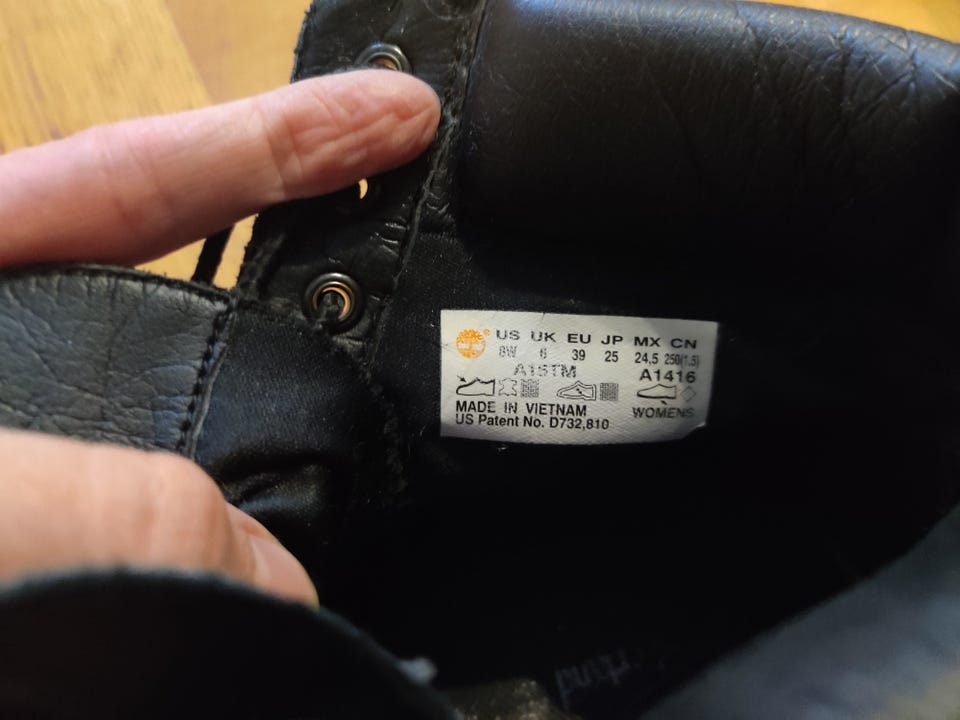 US UK EU JP MX CN
8W 6 39 25 24,5 250(1.5)
A15TM A1416
MADE IN VIETNAM WOMENS
US Patent No. D732,810